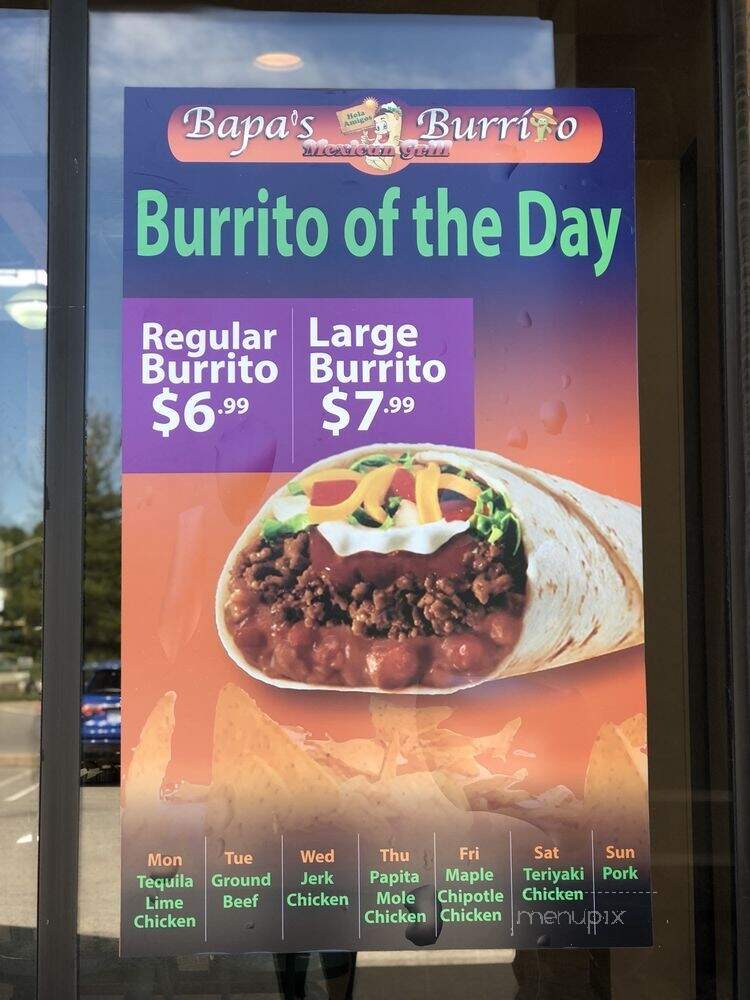 Bapa's Burrito
Hola
Amigos
Mexican Grill
Burrito of the Day
Regular
Burrito
$6.99
Large
Burrito
$7.99
Mon
Tequila
Lime
Chicken
Tue
Ground
Beef
Wed
Jerk
Chicken
Thu
Papita
Mole
Chicken
Fri
Maple
Chipotle
Chicken
Sat
Teriyaki
Chicken
Sun
Pork
menupix